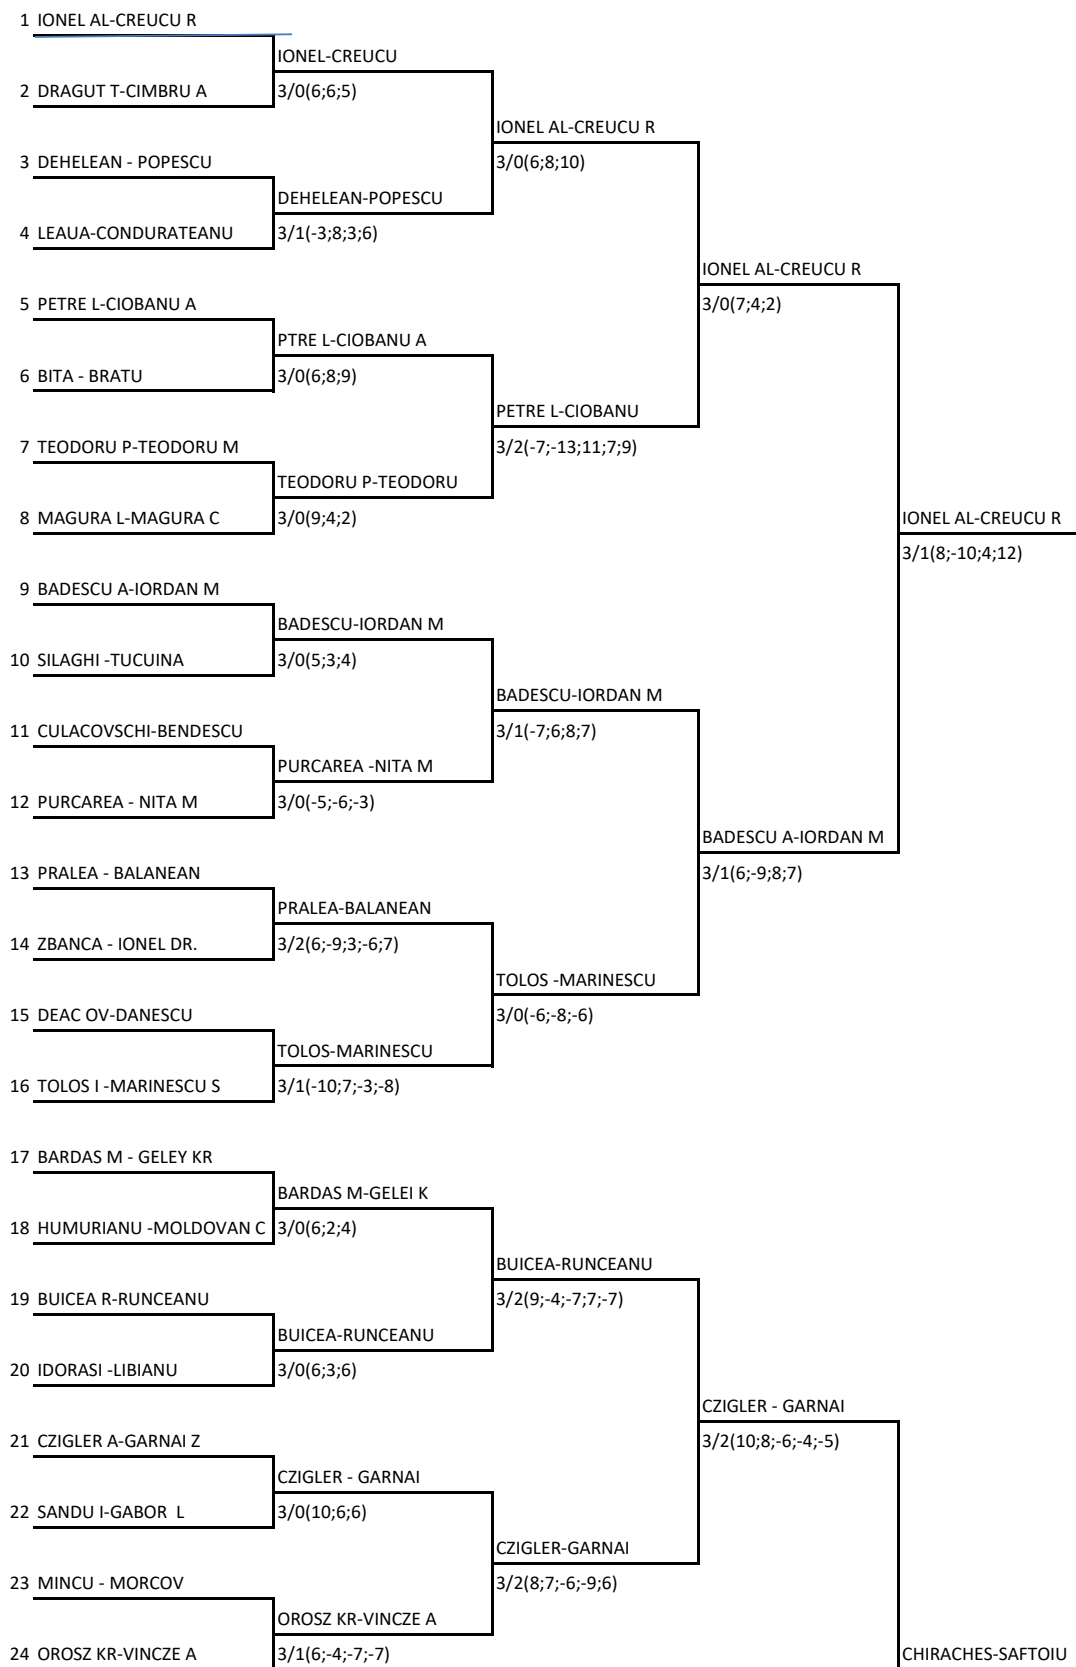 1 IONEL AL-CREUCU R
IONEL-CREUCU
2 DRAGUT T-CIMBRU A
3/0(6;6;5)
IONEL AL-CREUCU R
3 DEHELEAN - POPESCU
3/0(6;8;10)
DEHELEAN-POPESCU
4 LEAUA-CONDURATEANU
3/1(-3;8;3;6)
IONEL AL-CREUCU R
5 PETRE L-CIOBANU A
3/0(7;4;2)
PTRE L-CIOBANU A
6 BITA - BRATU
3/0(6;8;9)
PETRE L-CIOBANU
7 TEODORU P-TEODORU M
3/2(-7;-13;11;7;9)
TEODORU P-TEODORU
8 MAGURA L-MAGURA C
3/0(9;4;2)
IONEL AL-CREUCU R
3/1(8;-10;4;12)
9 BADESCU A-IORDAN M
BADESCU-IORDAN M
10 SILAGHI -TUCUINA
3/0(5;3;4)
BADESCU-IORDAN M
11 CULACOVSCHI-BENDESCU
3/1(-7;6;8;7)
PURCAREA -NITA M
12 PURCAREA - NITA M
3/0(-5;-6;-3)
BADESCU A-IORDAN M
13 PRALEA - BALANEAN
3/1(6;-9;8;7)
PRALEA-BALANEAN
14 ZBANCA - IONEL DR.
3/2(6;-9;3;-6;7)
TOLOS -MARINESCU
15 DEAC OV-DANESCU
3/0(-6;-8;-6)
TOLOS-MARINESCU
16 TOLOS I -MARINESCU S
3/1(-10;7;-3;-8)
17 BARDAS M - GELEY KR
BARDAS M-GELEI K
18 HUMURIANU -MOLDOVAN C
3/0(6;2;4)
BUICEA-RUNCEANU
19 BUICEA R-RUNCEANU
3/2(9;-4;-7;7;-7)
BUICEA-RUNCEANU
20 IDORASI -LIBIANU
3/0(6;3;6)
CZIGLER - GARNAI
21 CZIGLER A-GARNAI Z
3/2(10;8;-6;-4;-5)
CZIGLER - GARNAI
22 SANDU I-GABOR  L
3/0(10;6;6)
CZIGLER-GARNAI
23 MINCU - MORCOV
3/2(8;7;-6;-9;6)
OROSZ KR-VINCZE A
24 OROSZ KR-VINCZE A
3/1(6;-4;-7;-7)
CHIRACHES-SAFTOIU